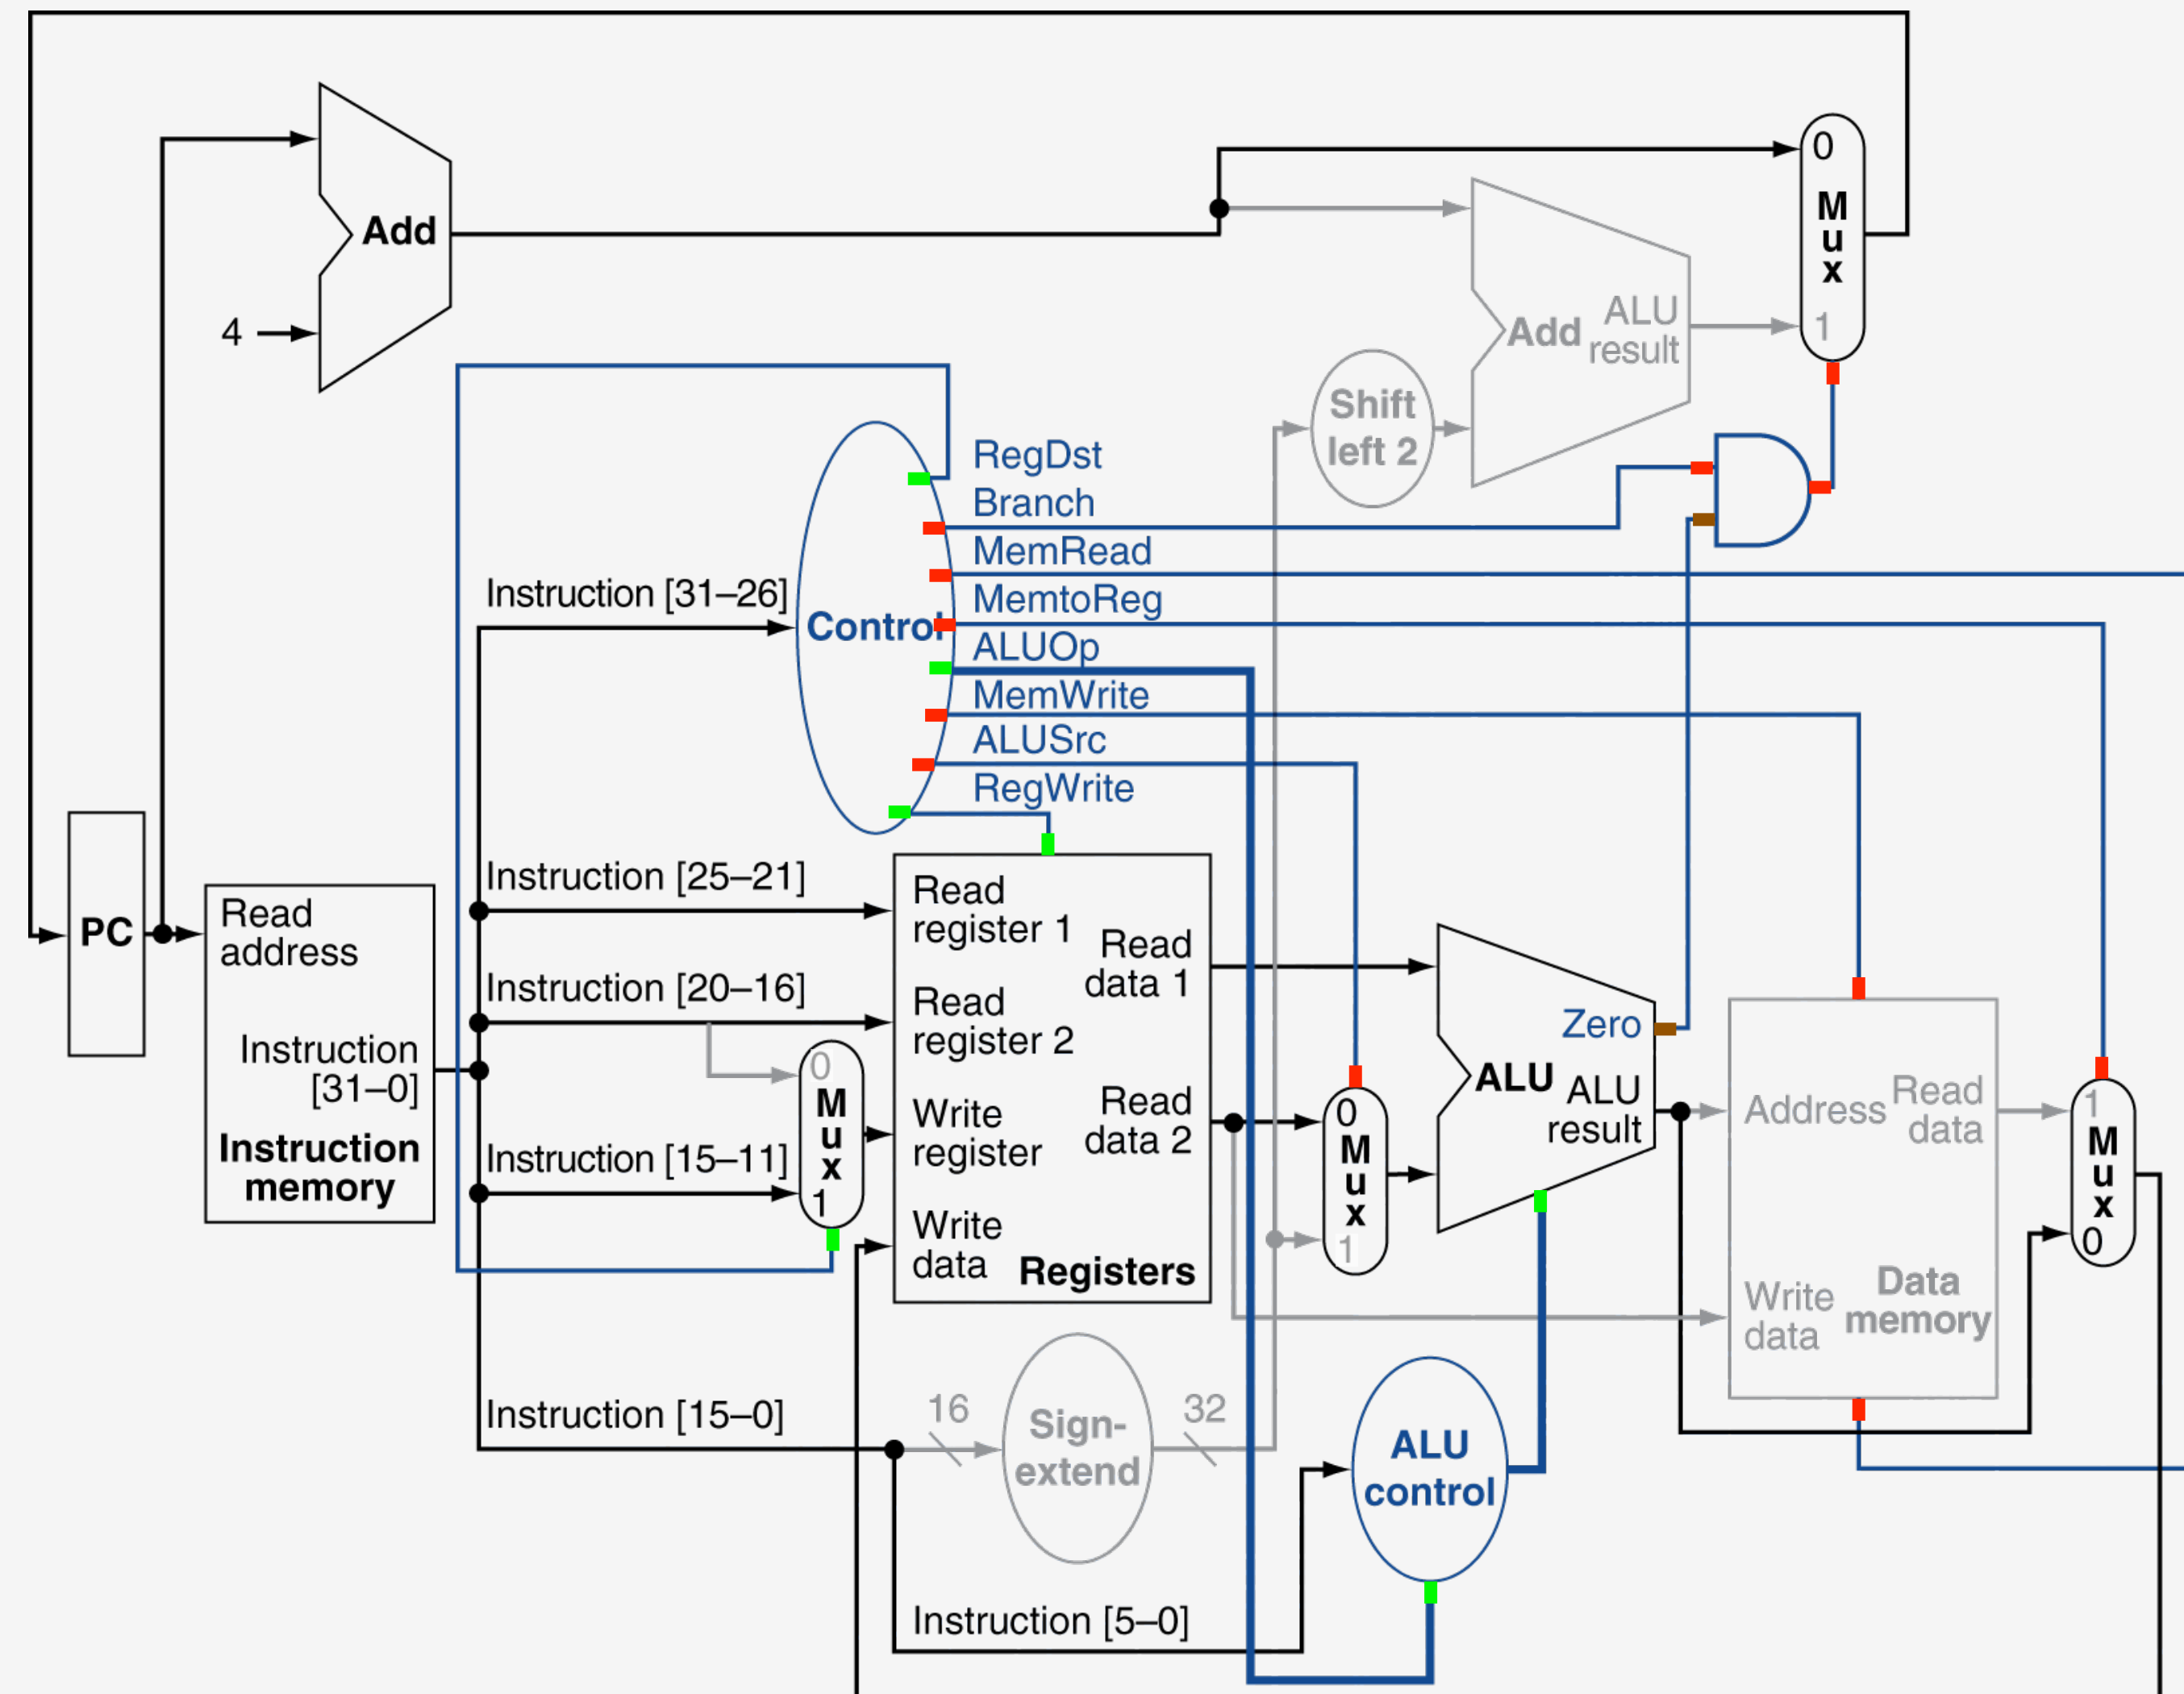 0
M
u
x
1
Add
4
Add
ALU
result
Shift
left 2
RegDst
Branch
MemRead
MemtoReg
ALUOp
MemWrite
ALUSrc
RegWrite
Control
Instruction [31–26]
Instruction [25–21]
Instruction [20–16]
Instruction [15–11]
Instruction [15–0]
Instruction [5–0]
PC
Read
address
Instruction
[31–0]
Instruction
memory
0
M
u
x
1
Read
register 1
Read
register 2
Write
register
Write
data
Read
data 1
Read
data 2
Registers
0
M
u
x
1
Zero
ALU
ALU
result
Address
Read
data
Write
data
Data
memory
1
M
u
x
0
16
Sign-
extend
32
ALU
control